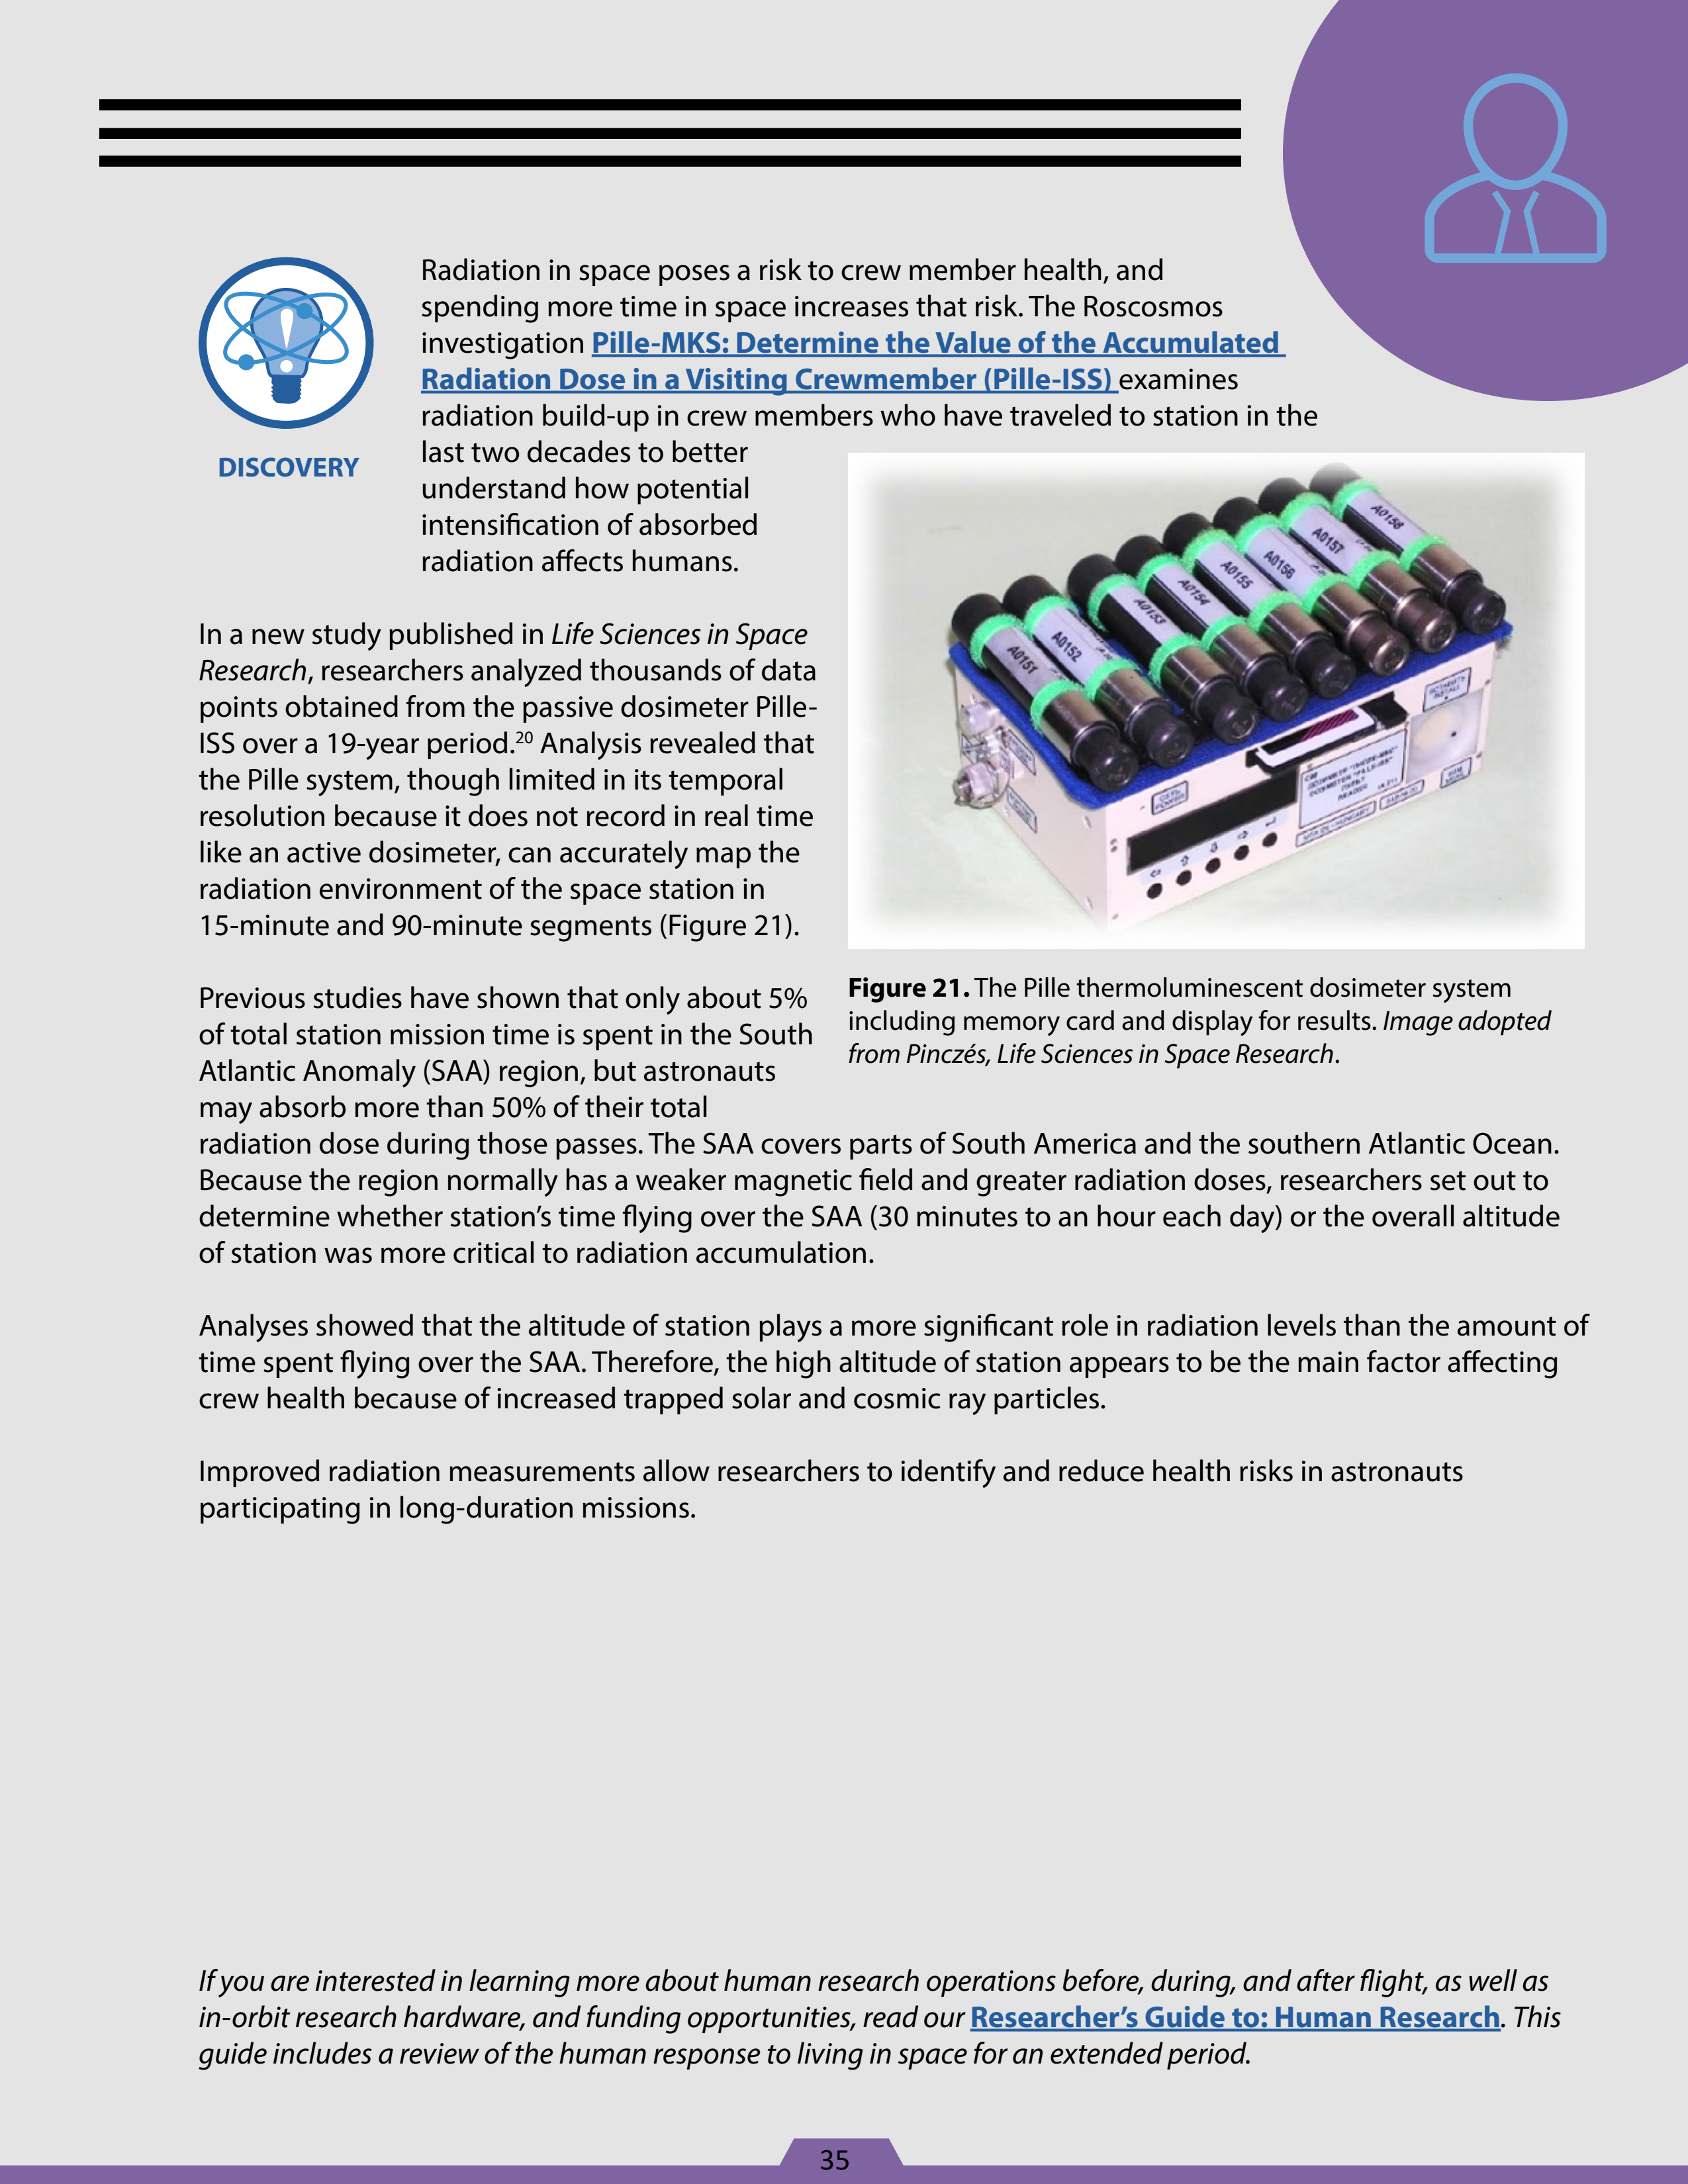 Radiation in space poses a risk to crew member health, and
spending more time in space increases that risk. The Roscosmos
investigation Pille-MKS: Determine the Value of the Accumulated
Radiation Dose in a Visiting Crewmember (Pille-ISS) examines
radiation build-up in crew members who have traveled to station in the
last two decades to better
understand how potential
intensification of absorbed
radiation affects humans.
DISCOVERY
In a new study published in Life Sciences in Space
Research, researchers analyzed thousands of data
points obtained from the passive dosimeter Pille-
ISS over a 19-year period.20 Analysis revealed that
the Pille system, though limited in its temporal
resolution because it does not record in real time
like an active dosimeter, can accurately map the
radiation environment of the space station in
15-minute and 90-minute segments (Figure 21).
A0151
A0152
A0153
A0154
A0155
A0156
A0157
A0158
Figure 21. The Pille thermoluminescent dosimeter system
including memory card and display for results. Image adopted
from Pinczés, Life Sciences in Space Research.
Previous studies have shown that only about 5%
of total station mission time is spent in the South
Atlantic Anomaly (SAA) region, but astronauts
may absorb more than 50% of their total
radiation dose during those passes. The SAA covers parts of South America and the southern Atlantic Ocean.
Because the region normally has a weaker magnetic field and greater radiation doses, researchers set out to
determine whether station’s time flying over the SAA (30 minutes to an hour each day) or the overall altitude
of station was more critical to radiation accumulation.
Analyses showed that the altitude of station plays a more significant role in radiation levels than the amount of
time spent flying over the SAA. Therefore, the high altitude of station appears to be the main factor affecting
crew health because of increased trapped solar and cosmic ray particles.
Improved radiation measurements allow researchers to identify and reduce health risks in astronauts
participating in long-duration missions.
If you are interested in learning more about human research operations before, during, and after flight, as well as
in-orbit research hardware, and funding opportunities, read our Researcher’s Guide to: Human Research. This
guide includes a review of the human response to living in space for an extended period.
35